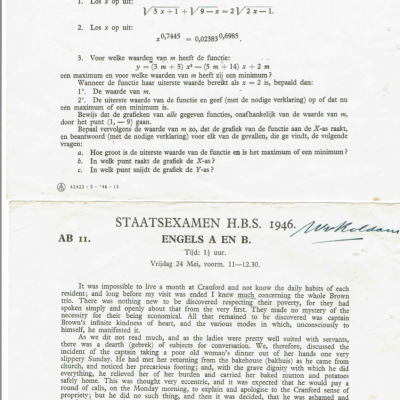 1. Los x op uit:
√3 x + 1 + √9 — x = 2 √2 x — 1.
2. Los x op uit:
x^0,7445 = 0,02383^0,6985.
3. Voor welke waarden van m heeft de functie:
y = (3 m + 5) x² — (5 m + 14) x + 2 m
een maximum en voor welke waarden van m heeft zij een minimum?
Wanneer de functie haar uiterste waarde bereikt als x = 2 is, bepaald dan:
1°. De waarde van m.
2°. De uiterste waarde van de functie en geef (met de nodige verklaring) op of dat nu
een maximum of een minimum is.
Bewijs dat de grafieken van alle gegeven functies, onafhankelijk van de waarde van m,
door het punt (1, — 9) gaan.
Bepaal vervolgens de waarden van m zo, dat de grafiek van de functie aan de X-as raakt,
en beantwoord (met de nodige verklaring) voor elk van de gevallen, die ge vindt, de volgende
vragen:
a. Hoe groot is de uiterste waarde van de functie en is het maximum of minimum?
b. In welk punt raakt de grafiek de X-as?
c. In welk punt snijdt de grafiek de Y-as?
42423 - 5 - '46 - 15
STAATSEXAMEN H.B.S. 1946.
AB 11. ENGELS A EN B.
Tijd: 1½ uur.
Vrijdag 24 Mei, voorm. 11—12.30.
It was impossible to live a month at Cranford and not know the daily habits of each
resident; and long before my visit was ended I knew much concerning the whole Brown
trio. There was nothing new to be discovered respecting their poverty, for they had
spoken simply and openly about that from the very first. They made no mystery of the
necessity for their being economical. All that remained to be discovered was captain
Brown's infinite kindness of heart, and the various modes in which, unconsciously to
himself, he manifested it.
As we dit not read much, and as the ladies were pretty well suited with servants,
there was a dearth (gebrek) of subjects for conversation. We, therefore, discussed the
incident of the captain taking a poor old woman's dinner out of her hands one very
slippery Sunday. He had met her returning from the bakehouse (bakhuis) as he came from
church, and noticed her precarious footing; and, with the grave dignity with which he did
everything, he relieved her of her burden and carried her baked mutton and potatoes
safely home. This was thought very eccentric, and it was expected that he would pay a
round of calls, on the Monday morning, to explain and apologise to the Cranford sense of
propriety; but he did no such thing, and then it was decided, that he was ashamed and